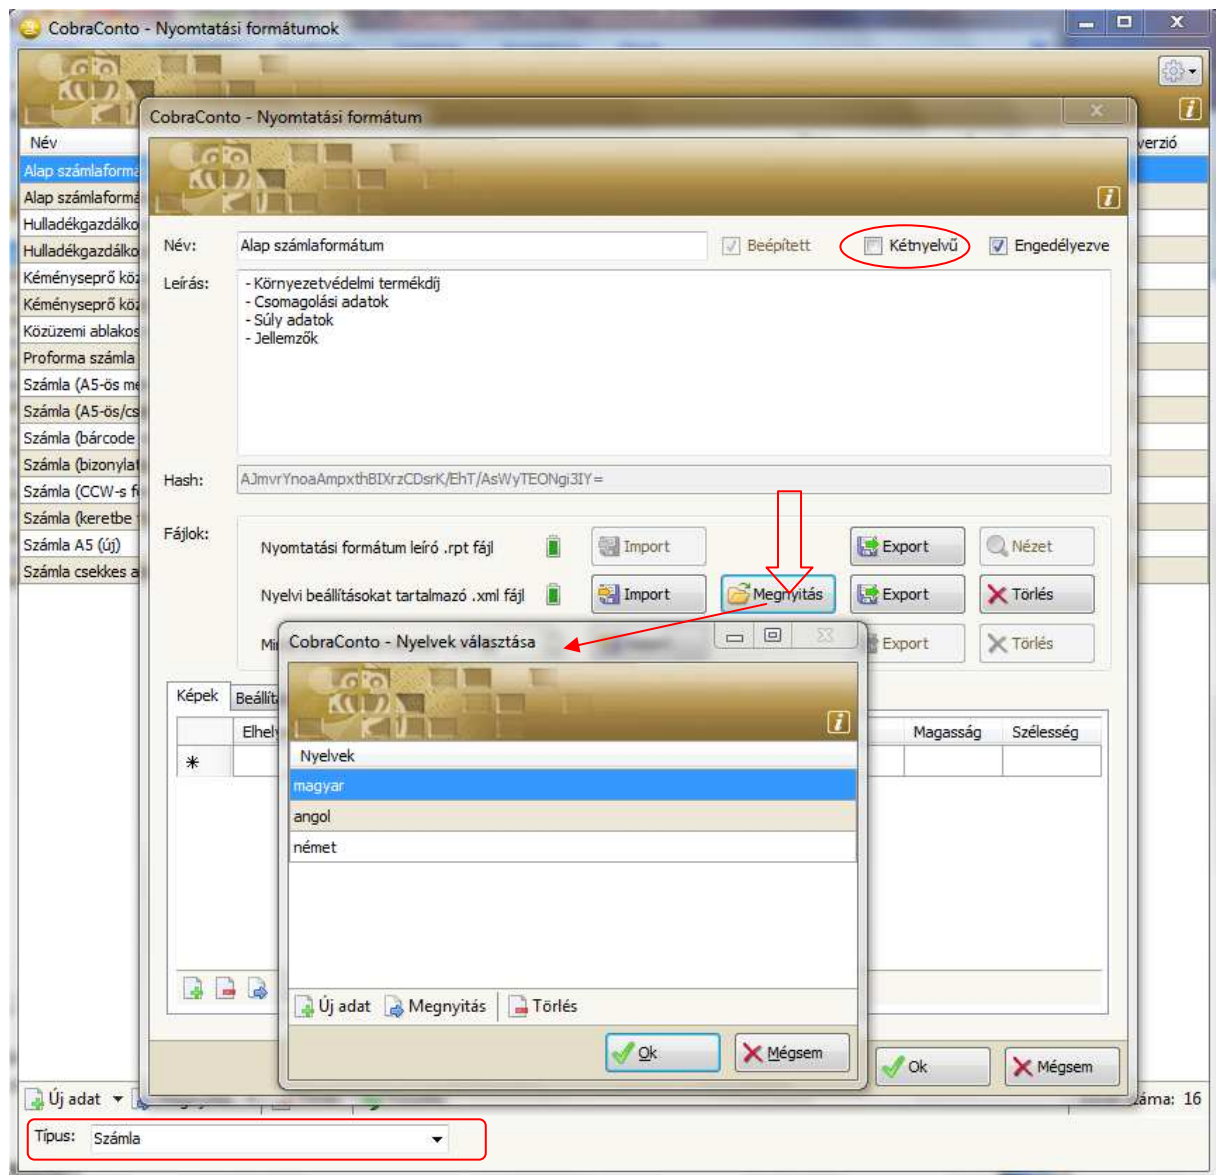 CobraConto - Nyomtatási formátumok
Név
verzió
Alap számlaformá
Alap számlaformá
Hulladékgazdálko
Hulladékgazdálko
Kéményseprő köz
Kéményseprő köz
Közüzemi ablakos
Proforma számla
Számla (A5-ös me
Számla (A5-ös/cs
Számla (bárcode
Számla (bizonylat
Számla (CCW-s f
Számla (keretbe
Számla A5 (új)
Számla csekkes a
CobraConto - Nyomtatási formátum
Név: Alap számlaformátum Beépített Kétnyelvű Engedélyezve
Leírás: - Környezetvédelmi termékdíj
- Csomagolási adatok
- Súly adatok
- Jellemzők
Hash: AJmvrYnoaAmpxthBIXrzCDsrK/EhT/AsWyTEONgi3IY=
Fájlok:
Nyomtatási formátum leíró .rpt fájl Import Export Nézet
Nyelvi beállításokat tartalmazó .xml fájl Import Megnyitás Export Törlés
Export Törlés
Képek Beállít
Elhely Magasság Szélesség
CobraConto - Nyelvek választása
Nyelvek
magyar
angol
német
Új adat Megnyitás Törlés
Ok Mégsem
Ok Mégsem
Új adat
záma: 16
Típus: Számla